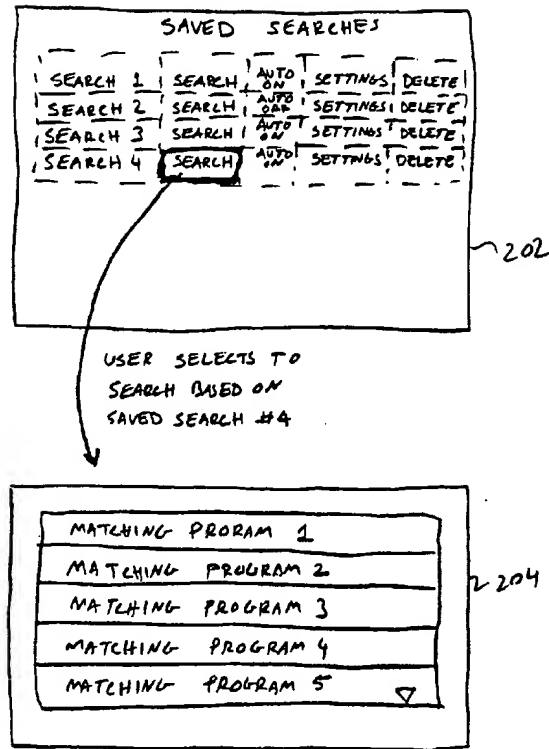 SAVED SEARCHES
SEARCH 1 SEARCH AUTO ON SETTINGS DELETE
SEARCH 2 SEARCH AUTO OFF SETTINGS DELETE
SEARCH 3 SEARCH AUTO ON SETTINGS DELETE
SEARCH 4 SEARCH AUTO ON SETTINGS DELETE
202
USER SELECTS TO
SEARCH BASED ON
SAVED SEARCH #4
MATCHING PRORAM 1
MATCHING PROGRAM 2
MATCHING PROGRAM 3
MATCHING PROGRAM 4
MATCHING PROGRAM 5
204